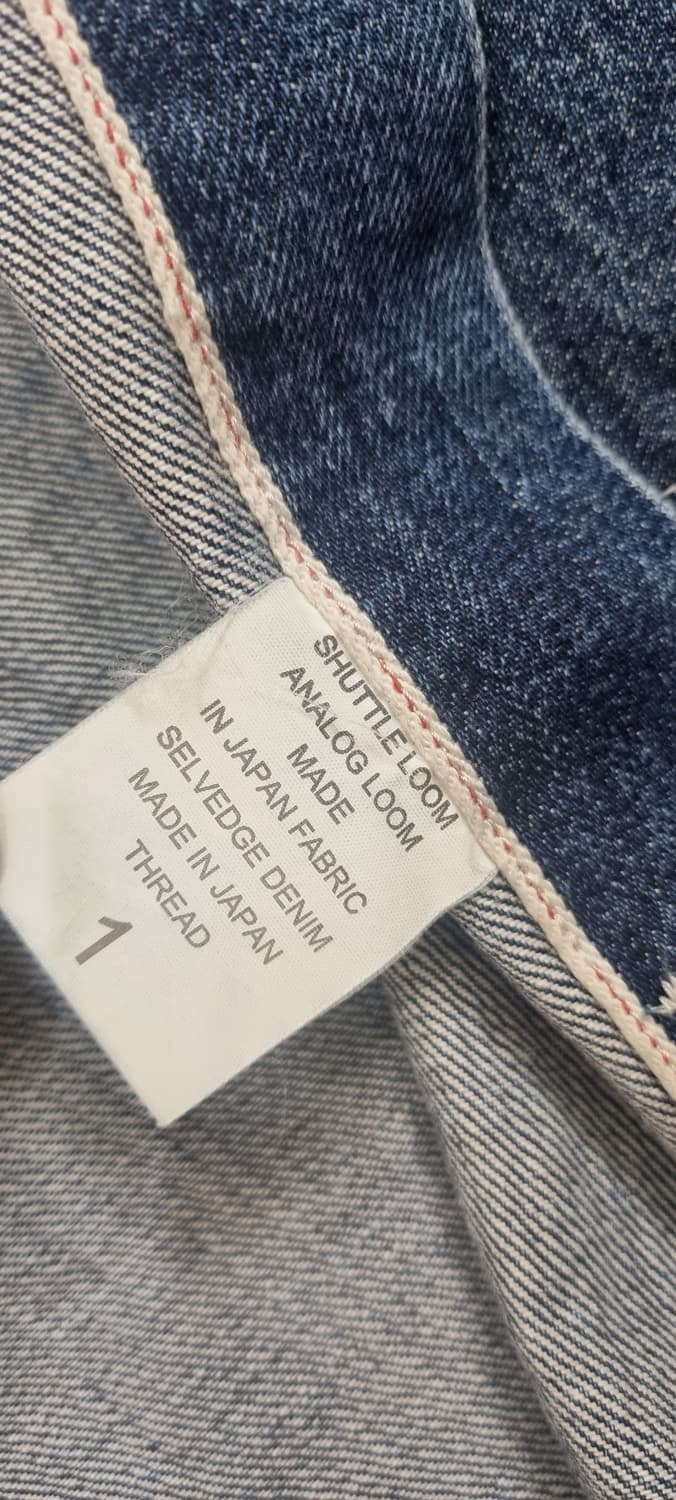 SHUTTLE LOOM
ANALOG LOOM
MADE
IN JAPAN FABRIC
SELVEDGE DENIM
MADE IN JAPAN
THREAD
1